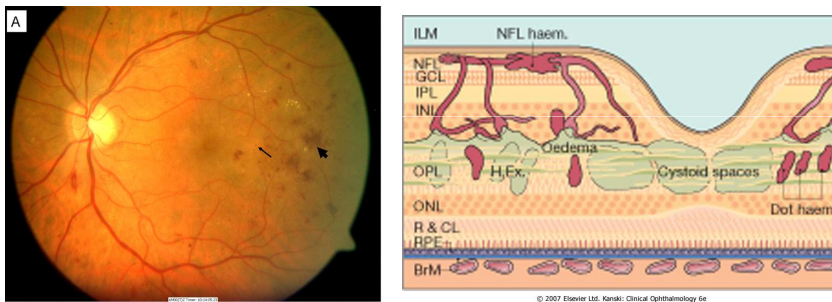 A
ILM
NFL haem.
NFL
GCL
IPL
INL
Oedema
OPL
H.Ex.
Cystoid spaces
ONL
Dot haem
R & CL
RPE
BrM
© 2007 Elsevier Ltd. Kanski: Clinical Ophthalmology 6e